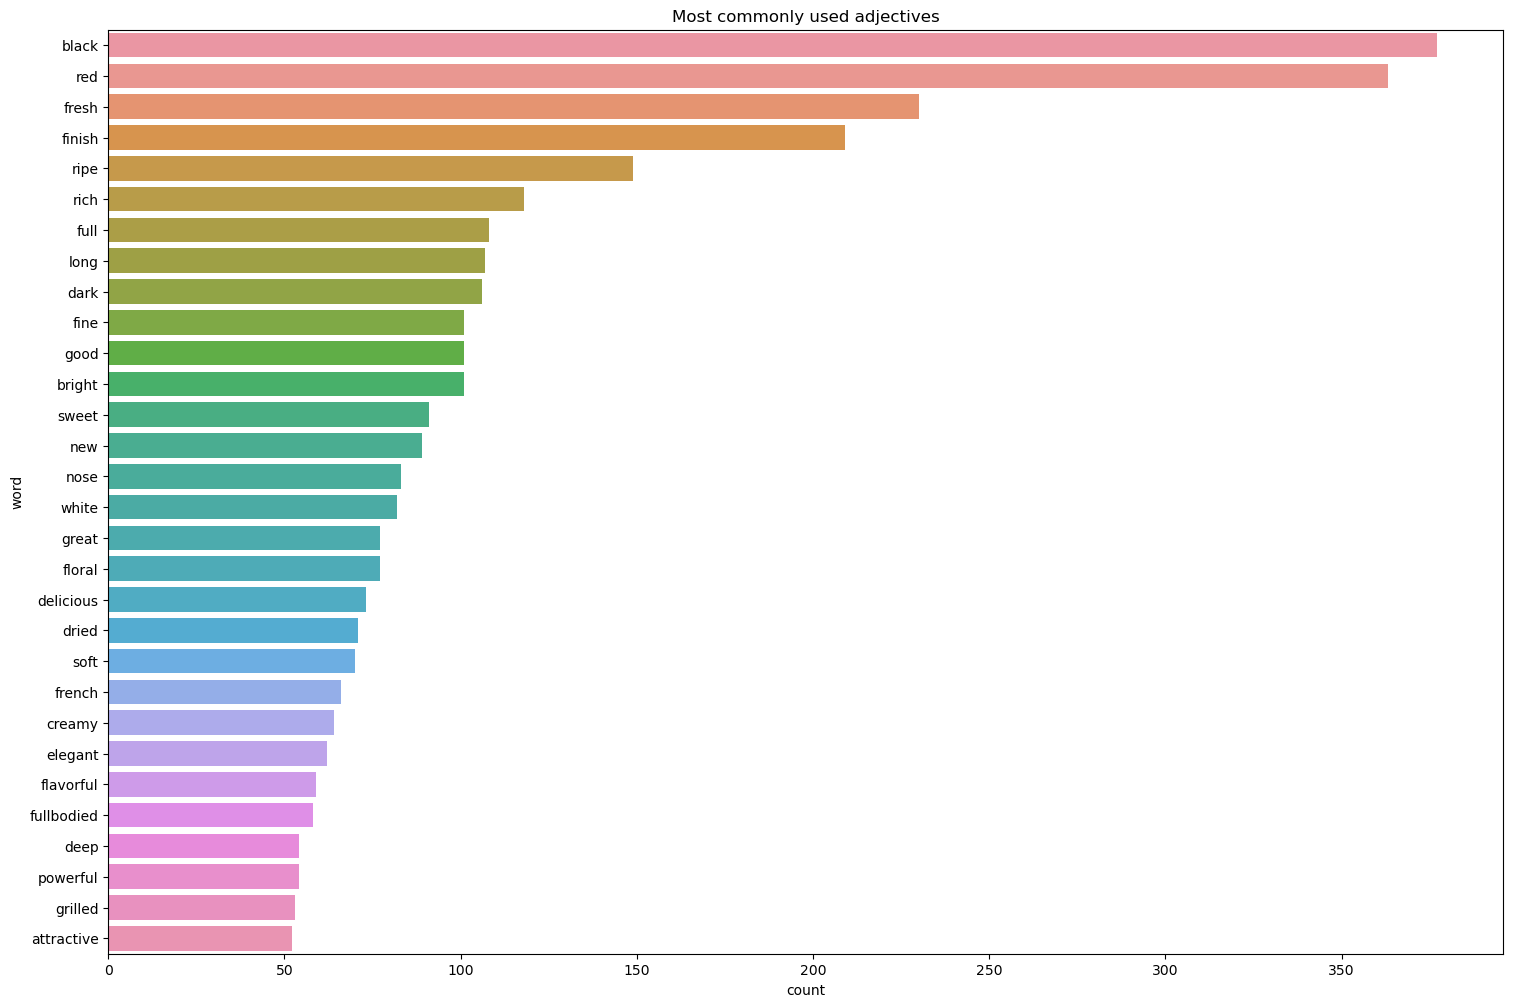 Most commonly used adjectives
black
red
fresh
finish
ripe
rich
full
long
dark
fine
good
bright
sweet
new
nose
white
great
floral
delicious
dried
soft
french
creamy
elegant
flavorful
fullbodied
deep
powerful
grilled
attractive
word
0 50 100 150 200 250 300 350
count